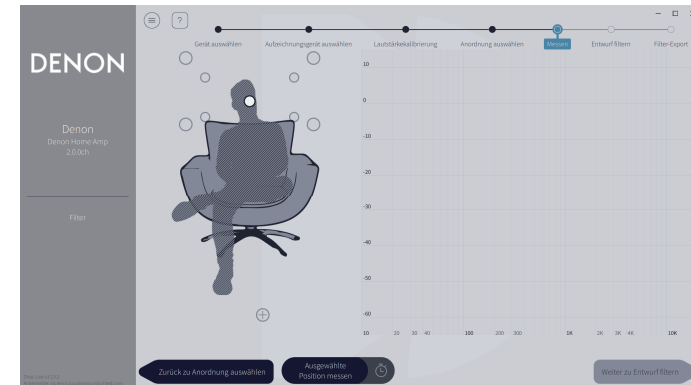 ?
Gerät auswählen
Aufzeichnungsgerät auswählen
Lautstärkekalibrierung
Anordnung auswählen
Messen
Entwurf filtern
Filter-Export
DENON
Denon
Denon Home Amp
2.0.0ch
Filter
10
0
-10
-20
-30
-40
-50
-60
10 20 30 40 100 200 300 1K 2K 3K 4K 10K
Zurück zu Anordnung auswählen
Ausgewählte
Position messen
Weiter zu Entwurf filtern